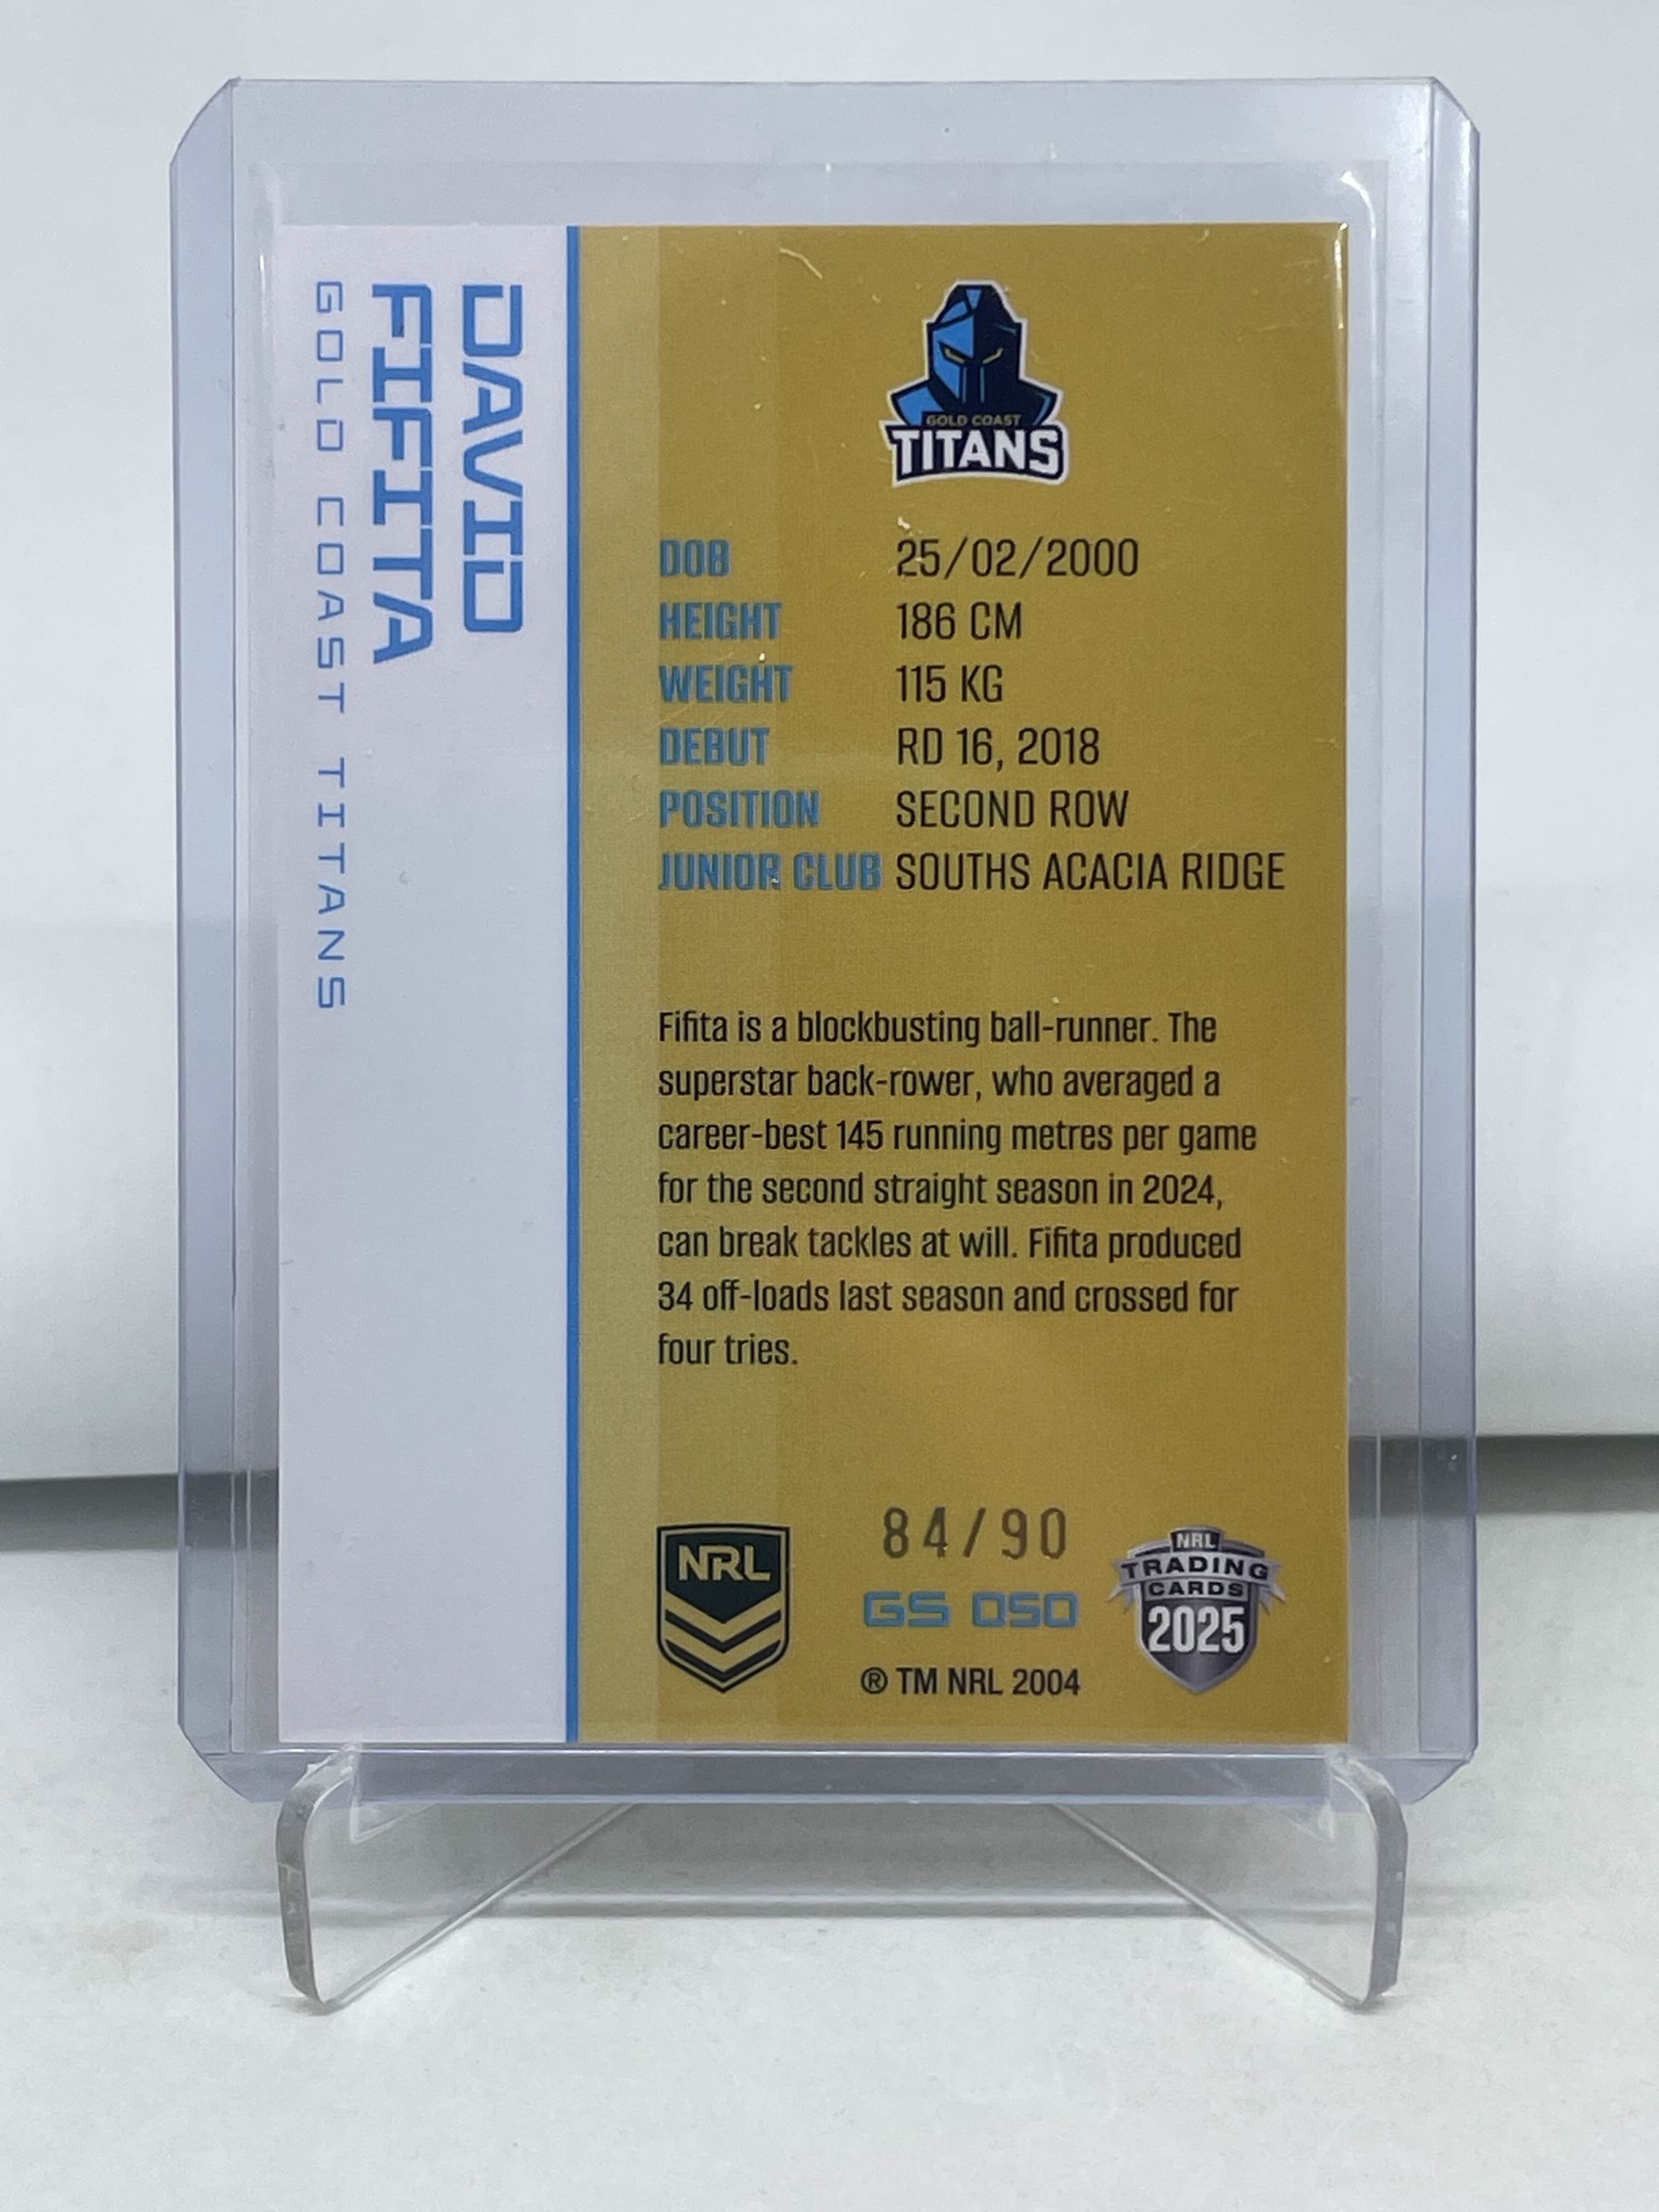 DAVID
FIFITA
GOLD COAST TITANS
GOLD COAST
TITANS
DOB 25/02/2000
HEIGHT 186 CM
WEIGHT 115 KG
DEBUT RD 16, 2018
POSITION SECOND ROW
JUNIOR CLUB SOUTHS ACACIA RIDGE
Fifita is a blockbusting ball-runner. The
superstar back-rower, who averaged a
career-best 145 running metres per game
for the second straight season in 2024,
can break tackles at will. Fifita produced
34 off-loads last season and crossed for
four tries.
NRL
84/90
GS 050
® TM NRL 2004
NRL
TRADING
CARDS
2025